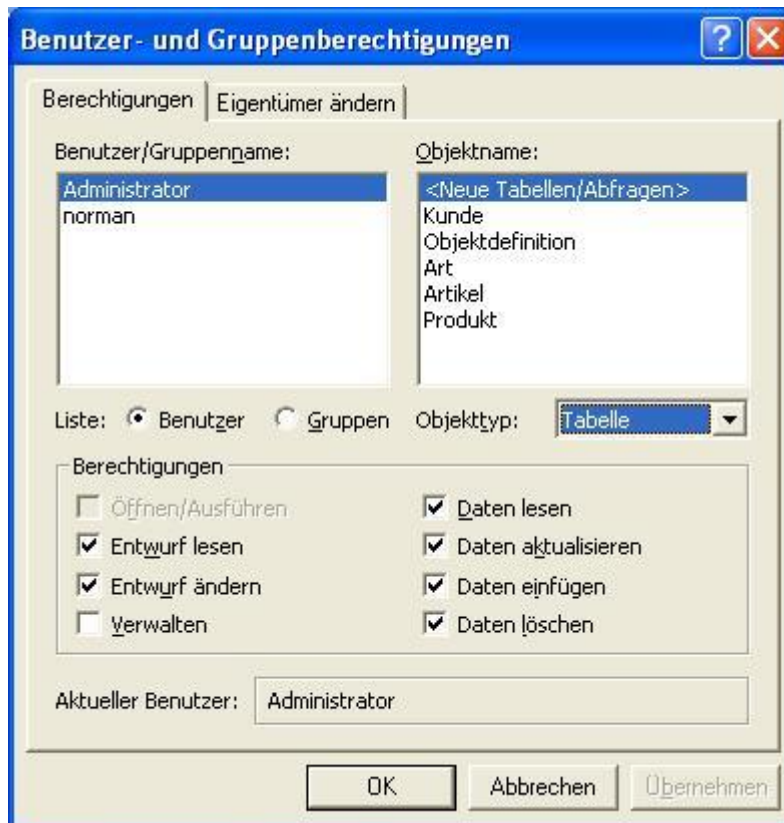 Benutzer- und Gruppenberechtigungen
Berechtigungen
Eigentümer ändern
Benutzer/Gruppenname:
Administrator
norman
Objektname:
<Neue Tabellen/Abfragen>
Kunde
Objektdefinition
Art
Artikel
Produkt
Liste: Benutzer Gruppen
Objekttyp: Tabelle
Berechtigungen
Öffnen/Ausführen
Entwurf lesen
Entwurf ändern
Verwalten
Daten lesen
Daten aktualisieren
Daten einfügen
Daten löschen
Aktueller Benutzer: Administrator
OK
Abbrechen
Übernehmen